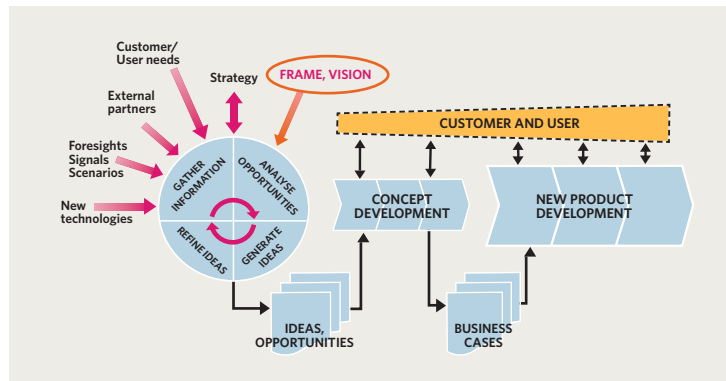 Customer/
User needs
Strategy
FRAME, VISION
External
partners
CUSTOMER AND USER
Foresights
Signals
Scenarios
GATHER
INFORMATION
ANALYSE
OPPORTUNITIES
New
technologies
CONCEPT
DEVELOPMENT
NEW PRODUCT
DEVELOPMENT
REFINE IDEAS
GENERATE
IDEAS
IDEAS,
OPPORTUNITIES
BUSINESS
CASES